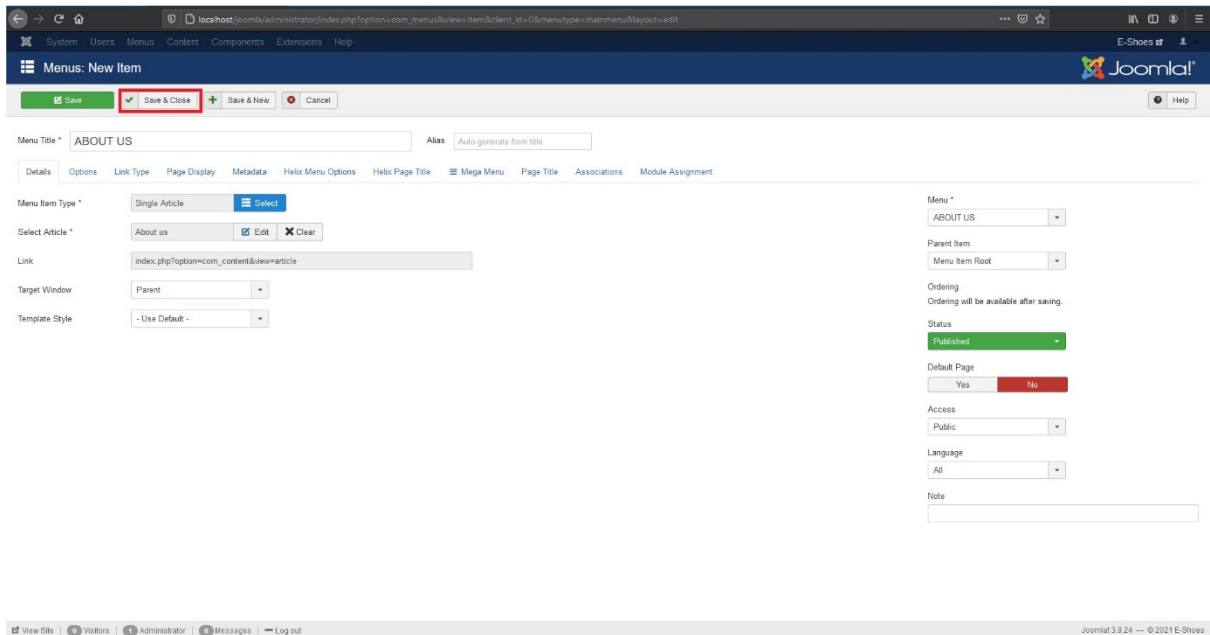 localhost/joomla/administrator/index.php?option=com_menus&view=item&client_id=0&menutype=mainmenu&layout=edit
System Users Menus Content Components Extensions Help E-Shoes
Menus: New Item Joomla!
Save Save & Close Save & New Cancel Help
Menu Title * ABOUT US Alias Auto-generate from title
Details Options Link Type Page Display Metadata Helix Menu Options Helix Page Title Mega Menu Page Title Associations Module Assignment
Menu Item Type * Single Article Select
Select Article * About us Edit Clear
Link index.php?option=com_content&view=article
Target Window Parent
Template Style - Use Default -
Menu *
ABOUT US
Parent Item
Menu Item Root
Ordering
Ordering will be available after saving.
Status
Published
Default Page
Yes No
Access
Public
Language
All
Note
View Site 0 Visitors 1 Administrator 0 Messages Log out Joomla! 3.9.24 — © 2021 E-Shoes